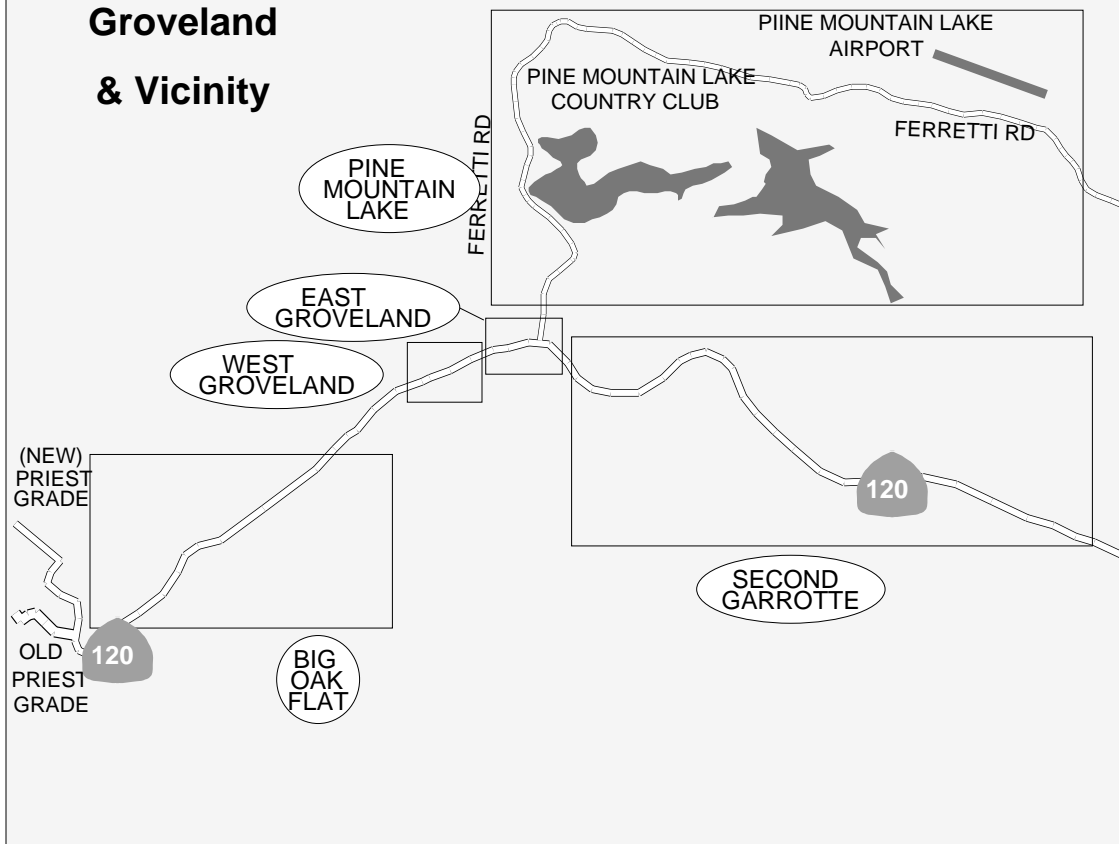 Groveland
& Vicinity
PIINE MOUNTAIN LAKE
AIRPORT
PINE MOUNTAIN LAKE
COUNTRY CLUB
FERRETTI RD
FERRETTI RD
PINE
MOUNTAIN
LAKE
EAST
GROVELAND
WEST
GROVELAND
(NEW)
PRIEST
GRADE
120
SECOND
GARROTTE
OLD
PRIEST
GRADE
120
BIG
OAK
FLAT